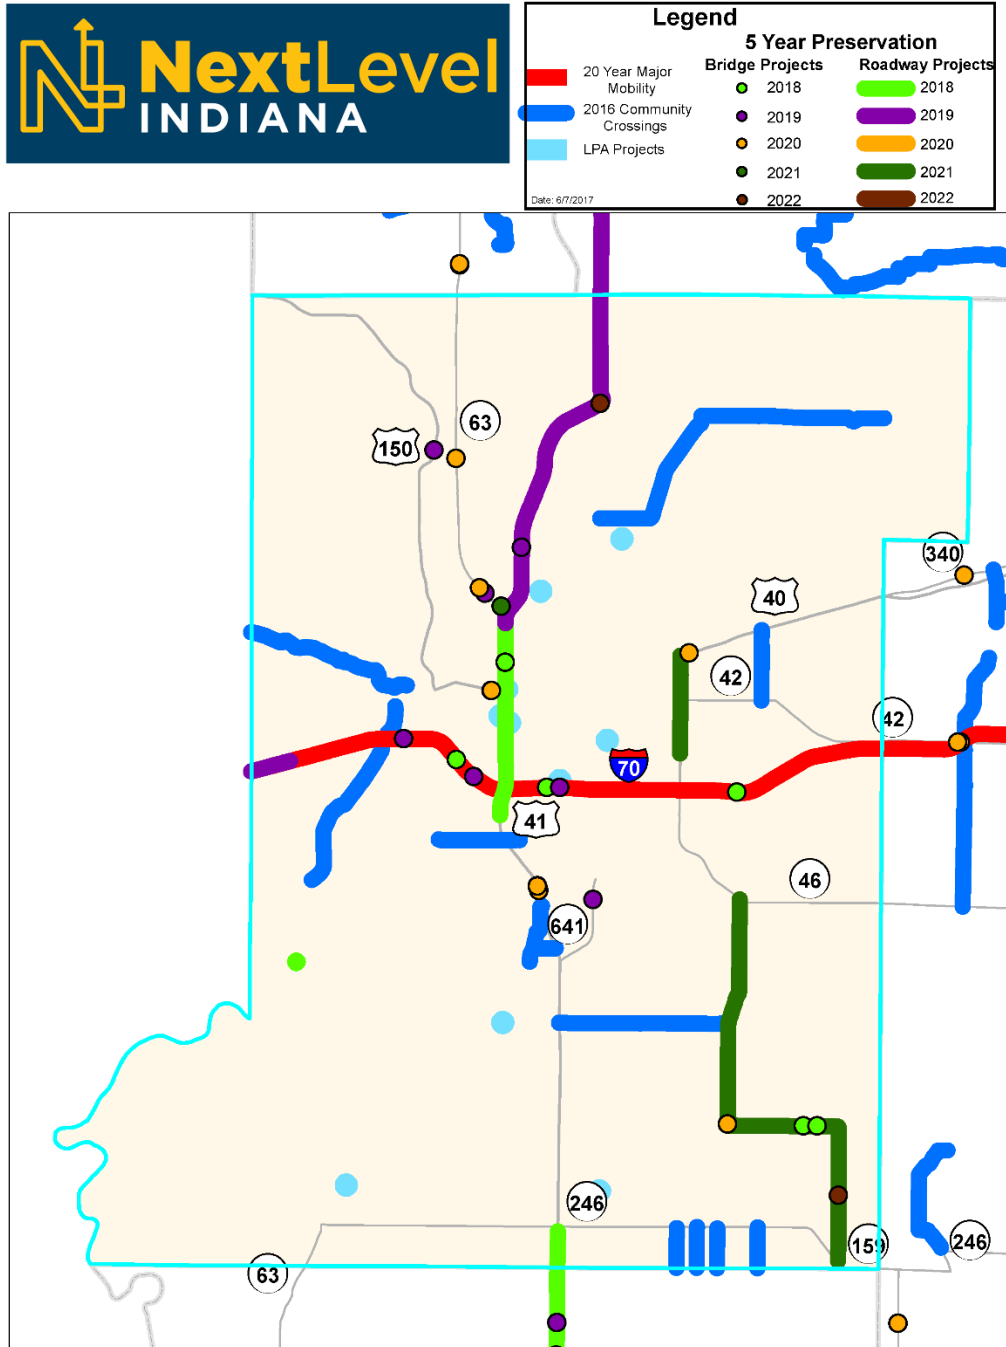 NextLevel
INDIANA
Legend
5 Year Preservation
Bridge Projects
Roadway Projects
20 Year Major
Mobility
2016 Community
Crossings
LPA Projects
2018
2019
2020
2021
2022
2018
2019
2020
2021
2022
Date: 6/7/2017
63
150
340
40
42
42
70
41
46
641
246
159
246
63